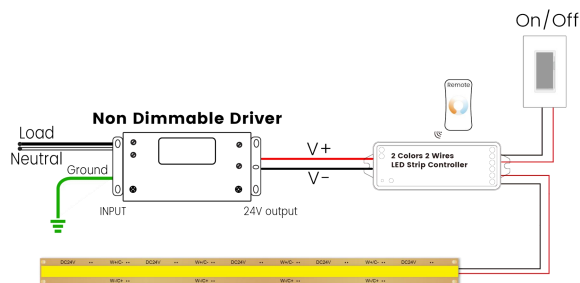 On/Off
Remote
Non Dimmable Driver
Load
Neutral
Ground
V+
V-
2 Colors 2 Wires
LED Strip Controller
INPUT
24V output
DC24V W+/C- DC24V W+/C- DC24V W+/C- DC24V W+/C- DC24V
W+/C- W+/C- W+/C- W+/C-